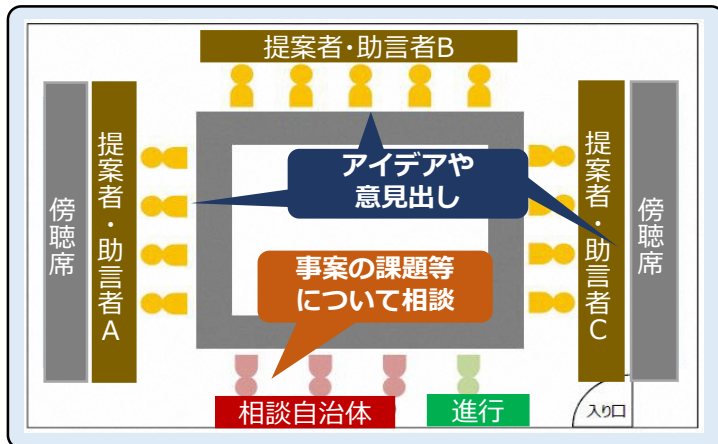 提案者・助言者B
傍聴席
提案者・助言者A
アイデアや
意見出し
提案者・助言者C
傍聴席
事案の課題等
について相談
相談自治体
進行
入り口